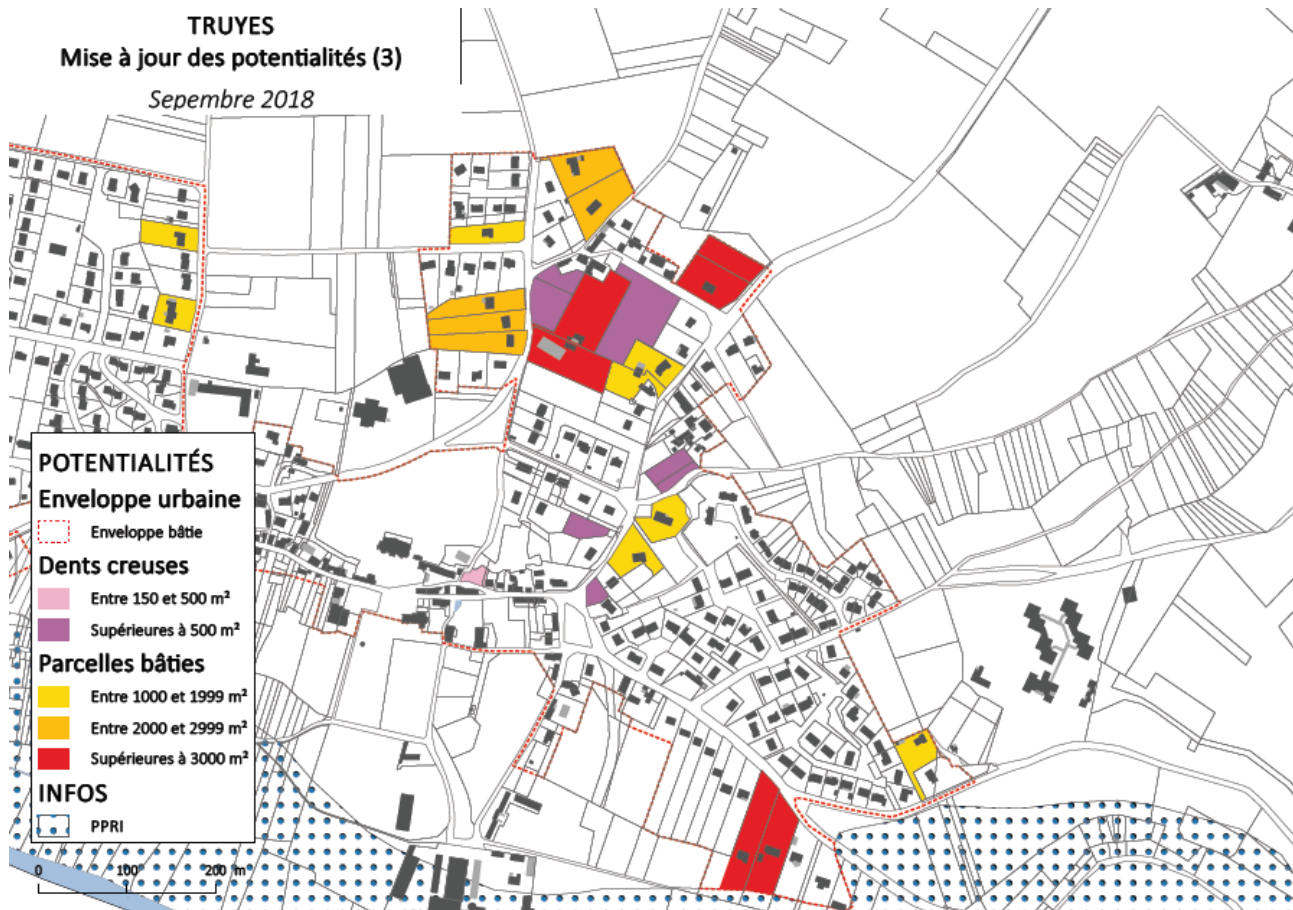 TRUYES
Mise à jour des potentialités (3)
Sepembre 2018
POTENTIALITÉS
Enveloppe urbaine
Enveloppe bâtie
Dents creuses
Entre 150 et 500 m²
Supérieures à 500 m²
Parcelles bâties
Entre 1000 et 1999 m²
Entre 2000 et 2999 m²
Supérieures à 3000 m²
INFOS
PPRI
0 100 200 m